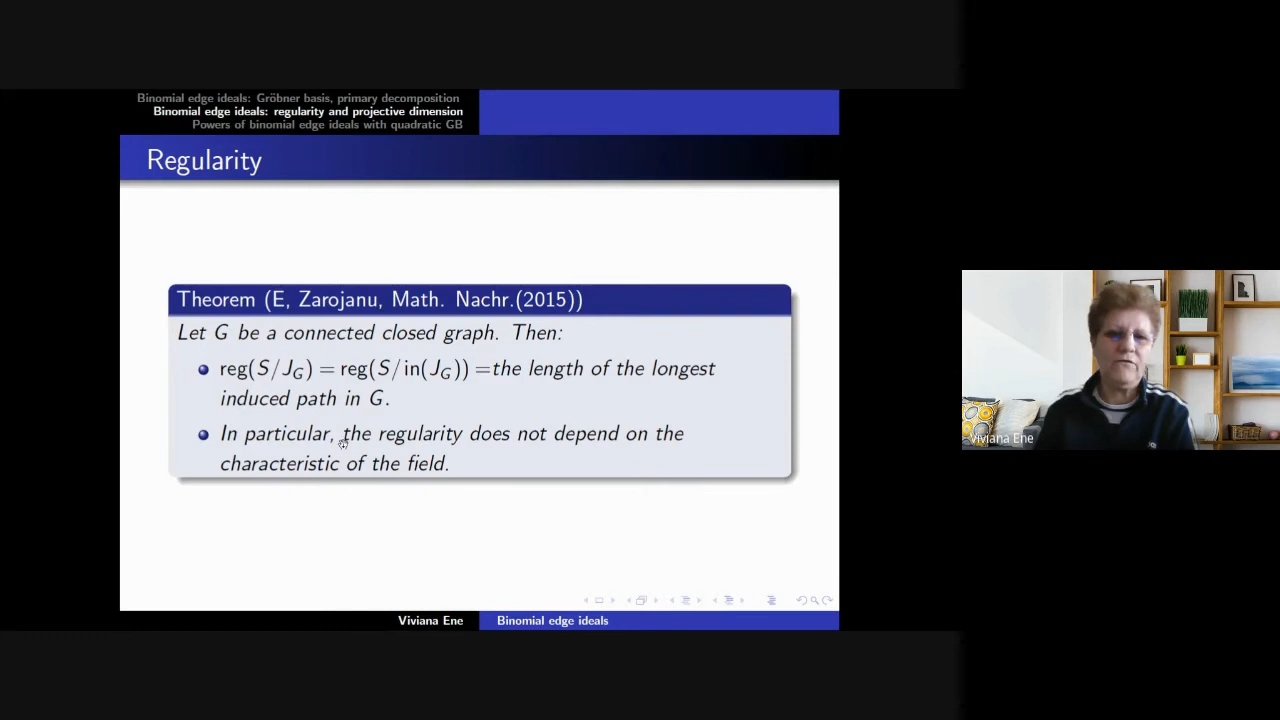 Binomial edge ideals: Gröbner basis, primary decomposition
Binomial edge ideals: regularity and projective dimension
Powers of binomial edge ideals with quadratic GB
Regularity
Theorem (E, Zarojanu, Math. Nachr.(2015))
Let G be a connected closed graph. Then:
reg(S/J_G) = reg(S/in(J_G)) =the length of the longest
induced path in G.
In particular, the regularity does not depend on the
characteristic of the field.
Viviana Ene
Binomial edge ideals
Viviana Ene